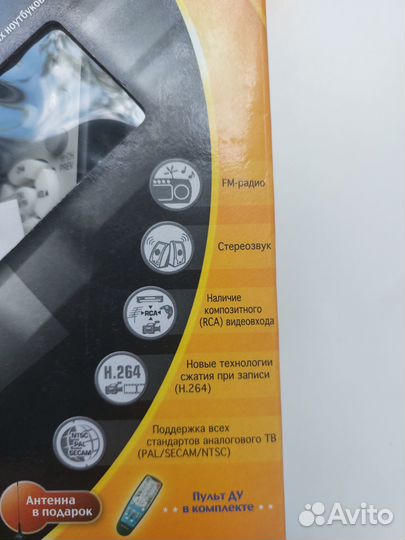 х ноутбуков
FM-радио
Стереозвук
RCA
Наличие
композитного
(RCA) видеовхода
H.264
Новые технологии
сжатия при записи
(H.264)
NTSC
PAL
SECAM
Поддержка всех
стандартов аналогового ТВ
(PAL/SECAM/NTSC)
Антенна
в подарок
Пульт ДУ
в комплекте
Avito